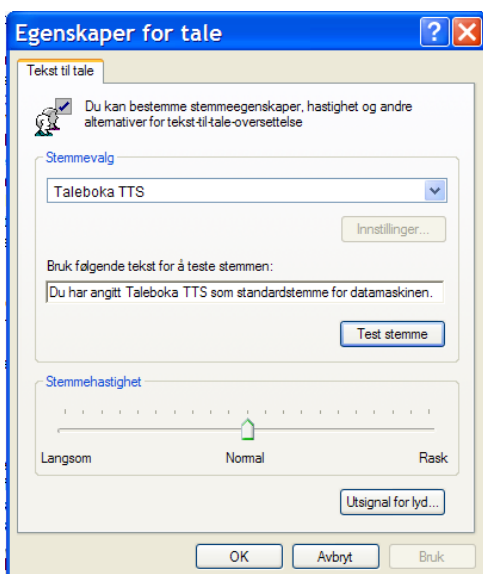 Egenskaper for tale
Tekst til tale
Du kan bestemme stemmeegenskaper, hastighet og andre
alternativer for tekst-til-tale-oversettelse
Stemmevalg
Taleboka TTS
Innstillinger...
Bruk følgende tekst for å teste stemmen:
Du har angitt Taleboka TTS som standardstemme for datamaskinen.
Test stemme
Stemmehastighet
Langsom Normal Rask
Utsignal for lyd...
OK Avbryt Bruk